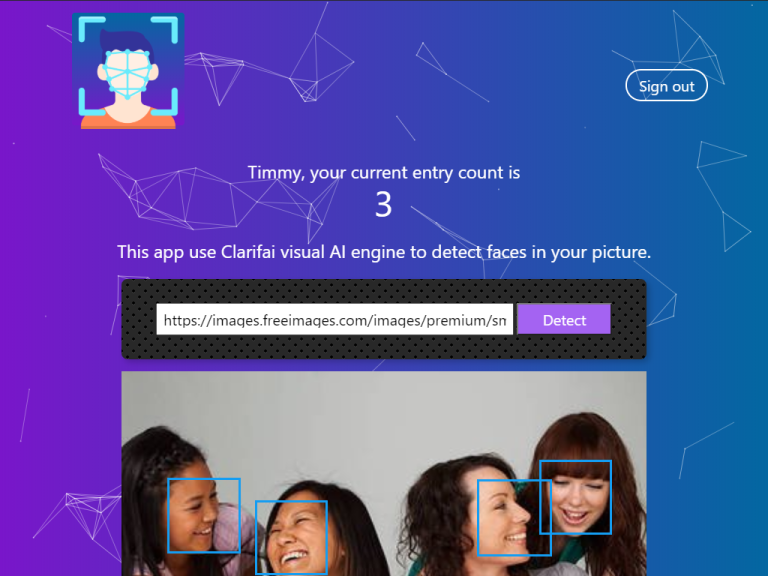 Sign out
Timmy, your current entry count is
3
This app use Clarifai visual AI engine to detect faces in your picture.
https://images.freeimages.com/images/premium/sm
Detect